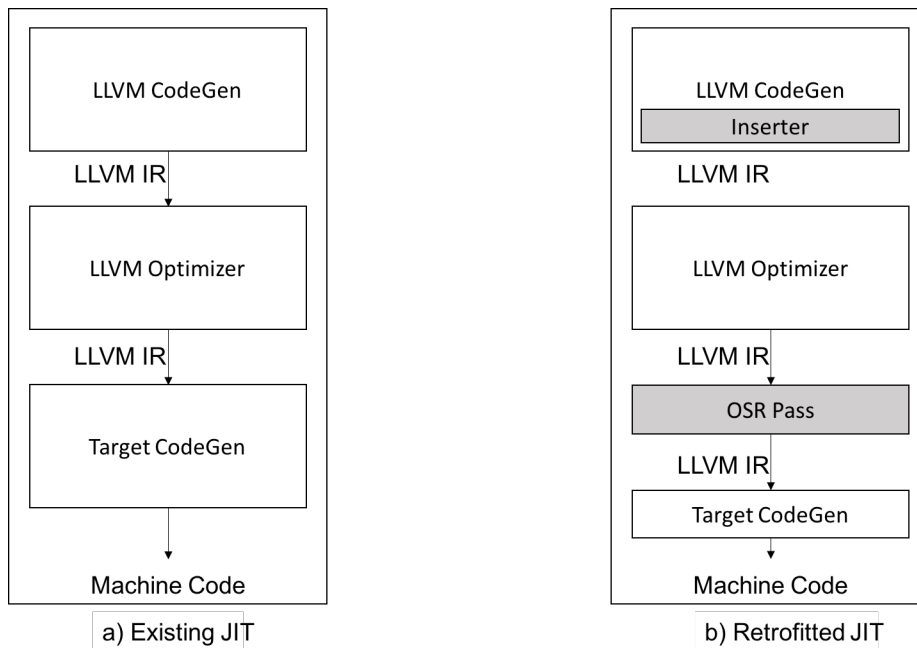 LLVM CodeGen
LLVM IR
LLVM Optimizer
LLVM IR
Target CodeGen
Machine Code
a) Existing JIT
LLVM CodeGen
Inserter
LLVM IR
LLVM Optimizer
LLVM IR
OSR Pass
LLVM IR
Target CodeGen
Machine Code
b) Retrofitted JIT